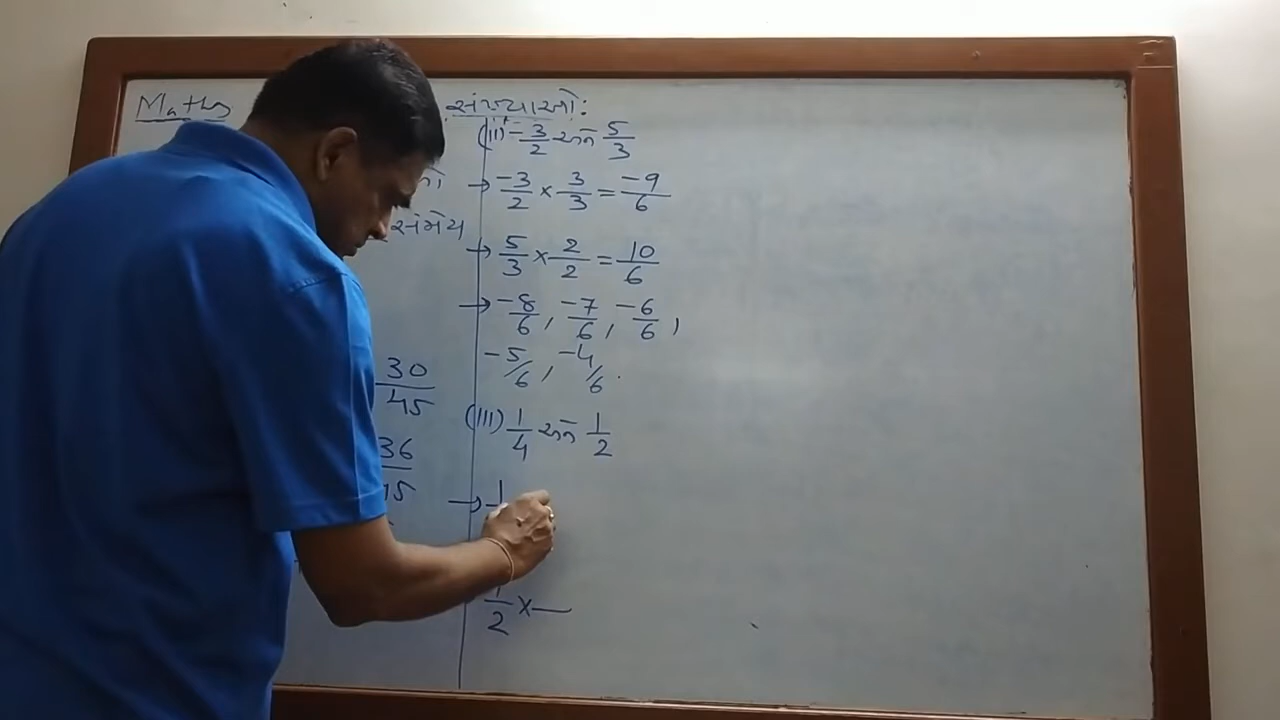 Maths સંખ્યાઓ:
(ii) -3/2 અને 5/3
→ -3/2 × 3/3 = -9/6
→ 5/3 × 2/2 = 10/6
→ -8/6, -7/6, -6/6,
-5/6, -4/6.
(iii) 1/4 અને 1/2
→ 1
1/2 × —
30/45
36